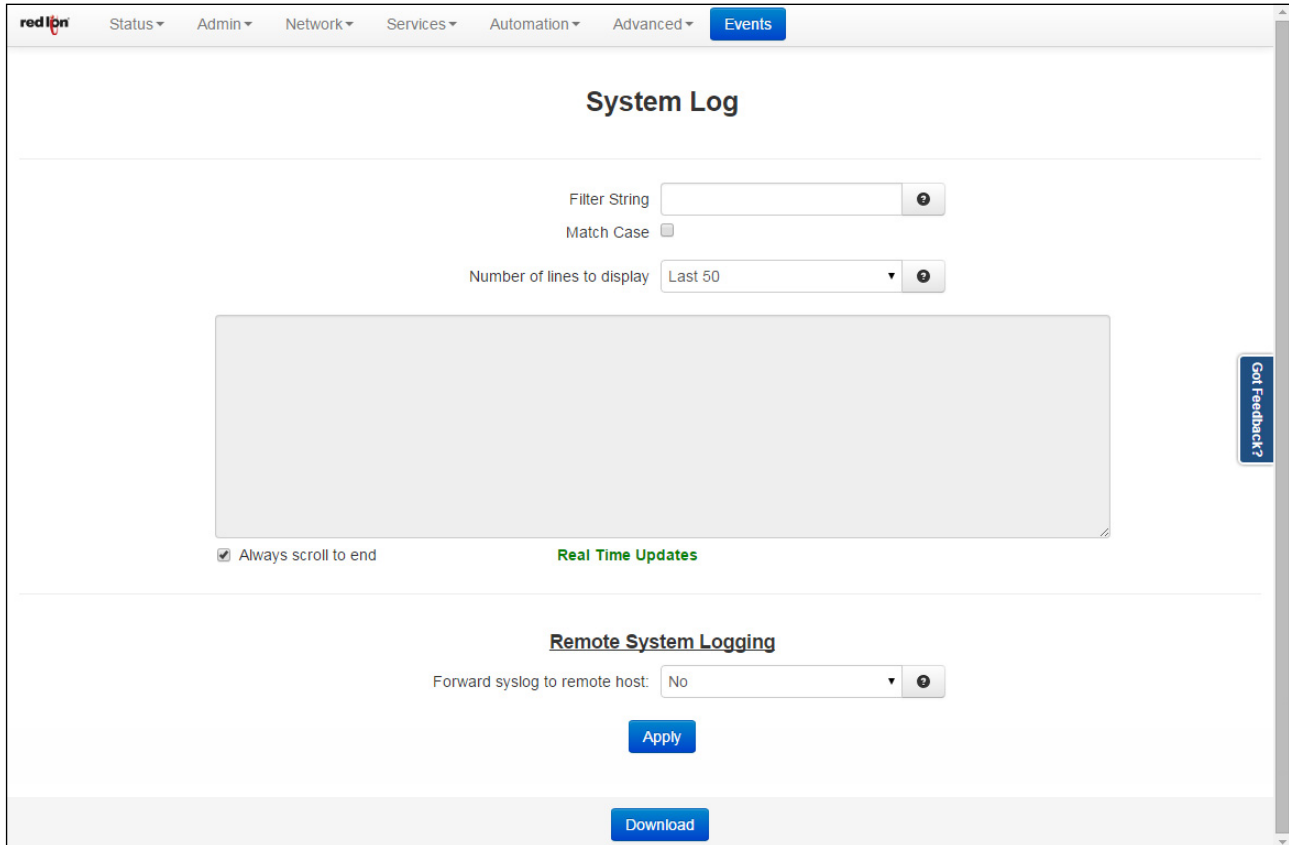 red lion Status Admin Network Services Automation Advanced Events
System Log
Filter String
Match Case
Number of lines to display Last 50
Got Feedback?
Always scroll to end Real Time Updates
Remote System Logging
Forward syslog to remote host: No
Apply
Download